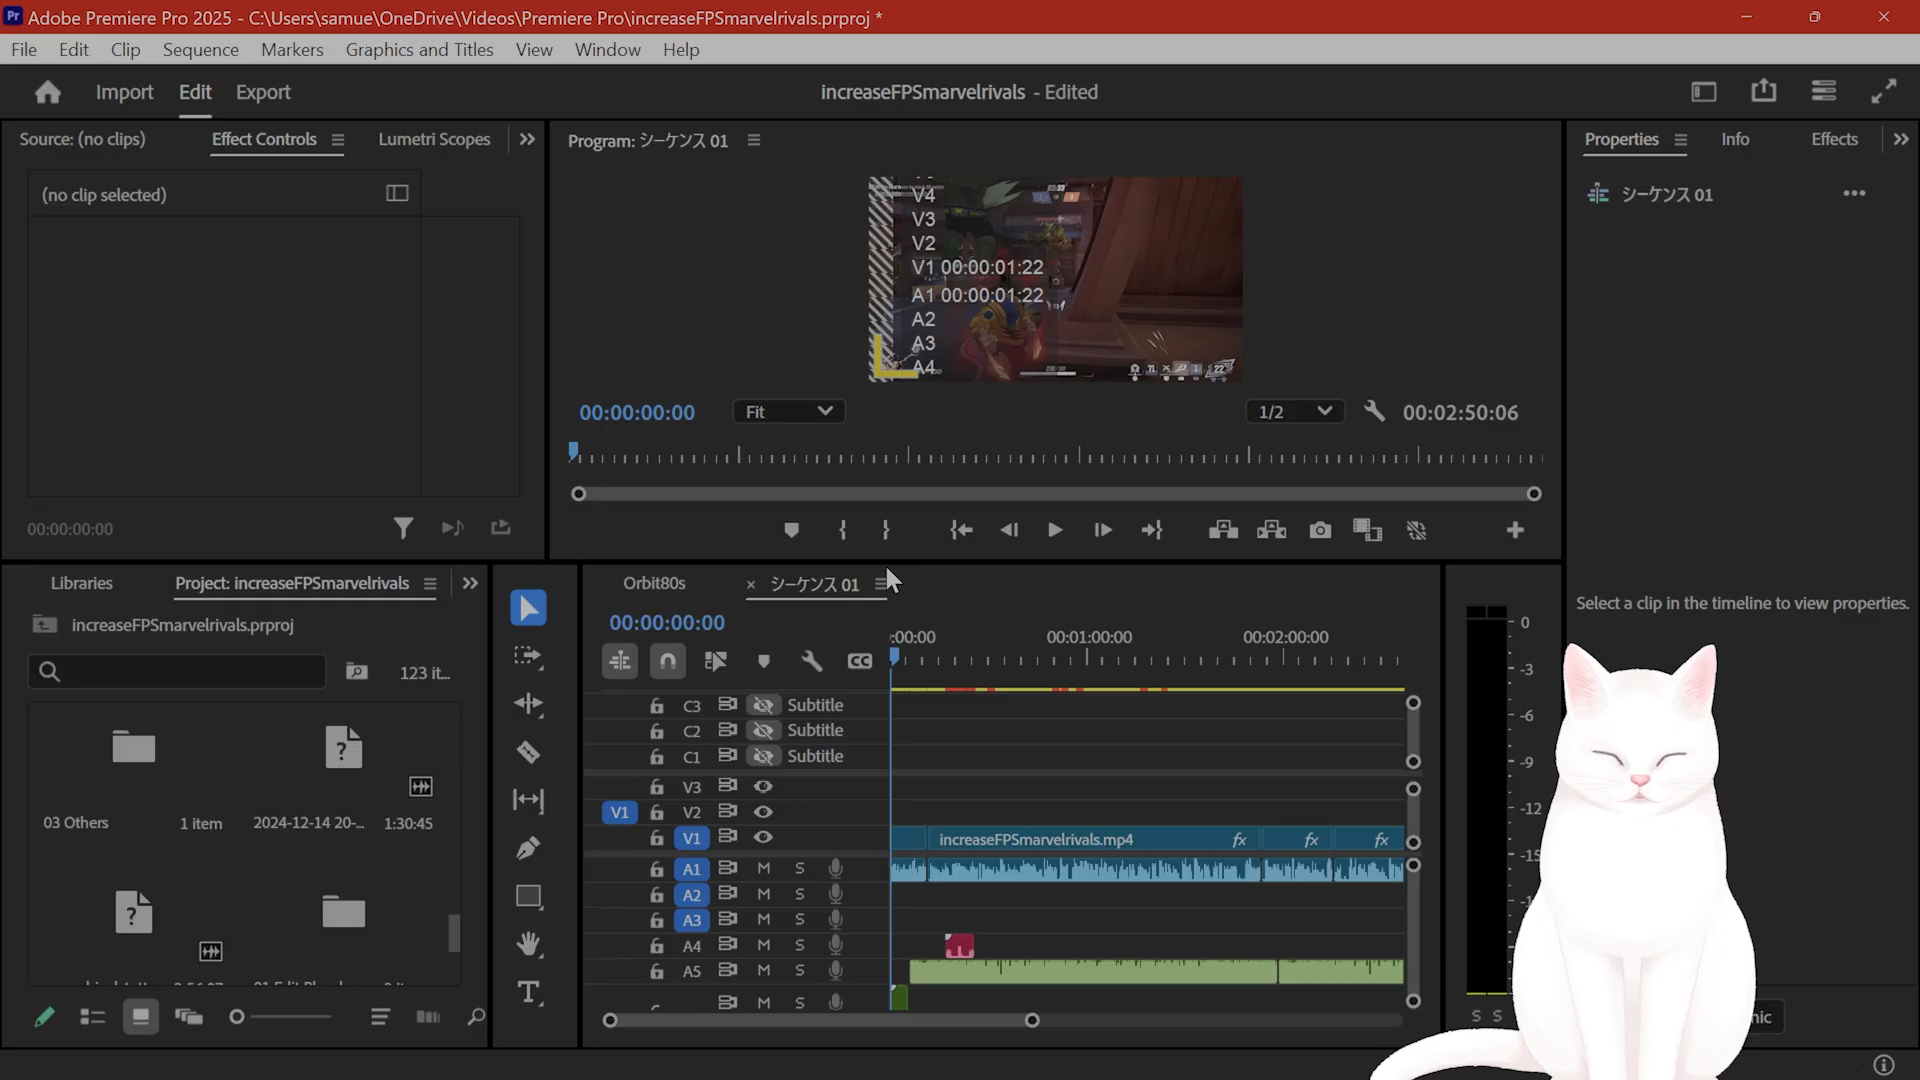 Pr Adobe Premiere Pro 2025 - C:\Users\samue\OneDrive\Videos\Premiere Pro\increaseFPSmarvelrivals.prproj *
File Edit Clip Sequence Markers Graphics and Titles View Window Help
Import Edit Export
increaseFPSmarvelrivals - Edited
Source: (no clips) Effect Controls Lumetri Scopes
(no clip selected)
00:00:00:00
Program: シーケンス 01
V4
V3
V2
V1 00:00:01:22
A1 00:00:01:22
A2
A3
A4
00:00:00:00 Fit 1/2 00:02:50:06
Properties Info Effects
シーケンス 01
Select a clip in the timeline to view properties.
Libraries Project: increaseFPSmarvelrivals
increaseFPSmarvelrivals.prproj
123 it...
03 Others 1 item 2024-12-14 20-... 1:30:45
Orbit80s × シーケンス 01
00:00:00:00
:00:00 00:01:00:00 00:02:00:00
CC
C3 Subtitle
C2 Subtitle
C1 Subtitle
V3
V1 V2
V1 increaseFPSmarvelrivals.mp4 fx fx fx
A1 M S
A2 M S
A3 M S
A4 M S
A5 M S
M S
0
-3
-6
-9
-12
-15
S S